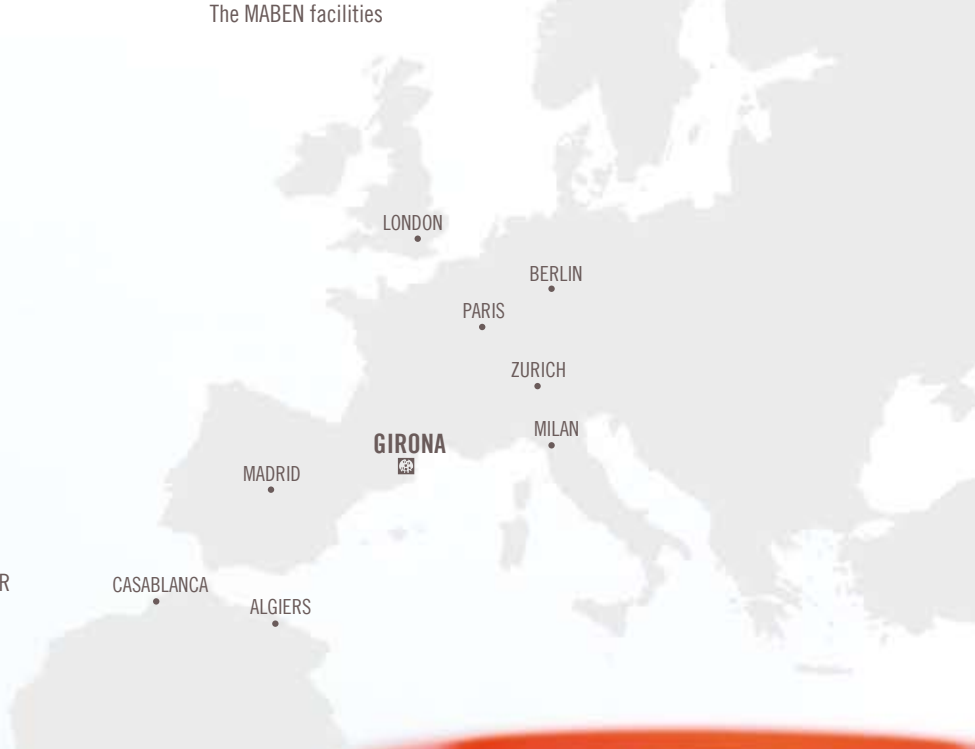 The MABEN facilities
LONDON
BERLIN
PARIS
ZURICH
MILAN
GIRONA
MADRID
R
CASABLANCA
ALGIERS